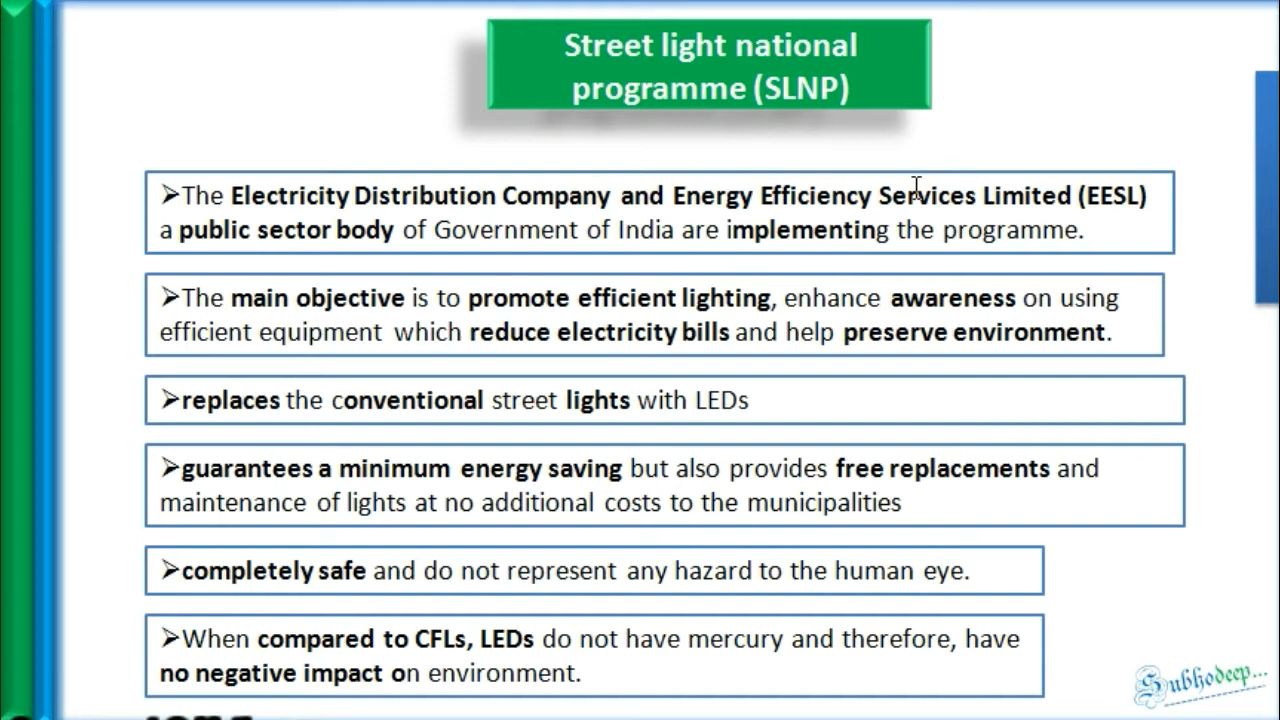 Street light national
programme (SLNP)
➢The Electricity Distribution Company and Energy Efficiency Services Limited (EESL)
a public sector body of Government of India are implementing the programme.
➢The main objective is to promote efficient lighting, enhance awareness on using
efficient equipment which reduce electricity bills and help preserve environment.
➢replaces the conventional street lights with LEDs
➢guarantees a minimum energy saving but also provides free replacements and
maintenance of lights at no additional costs to the municipalities
➢completely safe and do not represent any hazard to the human eye.
➢When compared to CFLs, LEDs do not have mercury and therefore, have
no negative impact on environment.
Subhodeep...